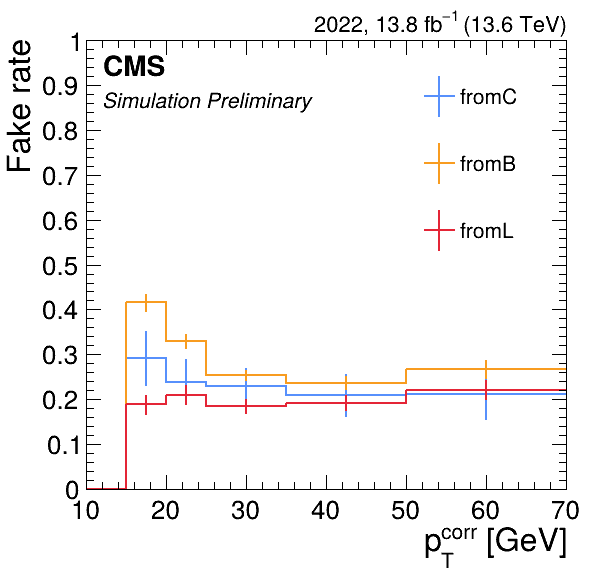 2022, 13.8 fb⁻¹ (13.6 TeV)
CMS
Simulation Preliminary
fromC
fromB
fromL
Fake rate
1
0.9
0.8
0.7
0.6
0.5
0.4
0.3
0.2
0.1
0
10 20 30 40 50 60 70
p_T^corr [GeV]